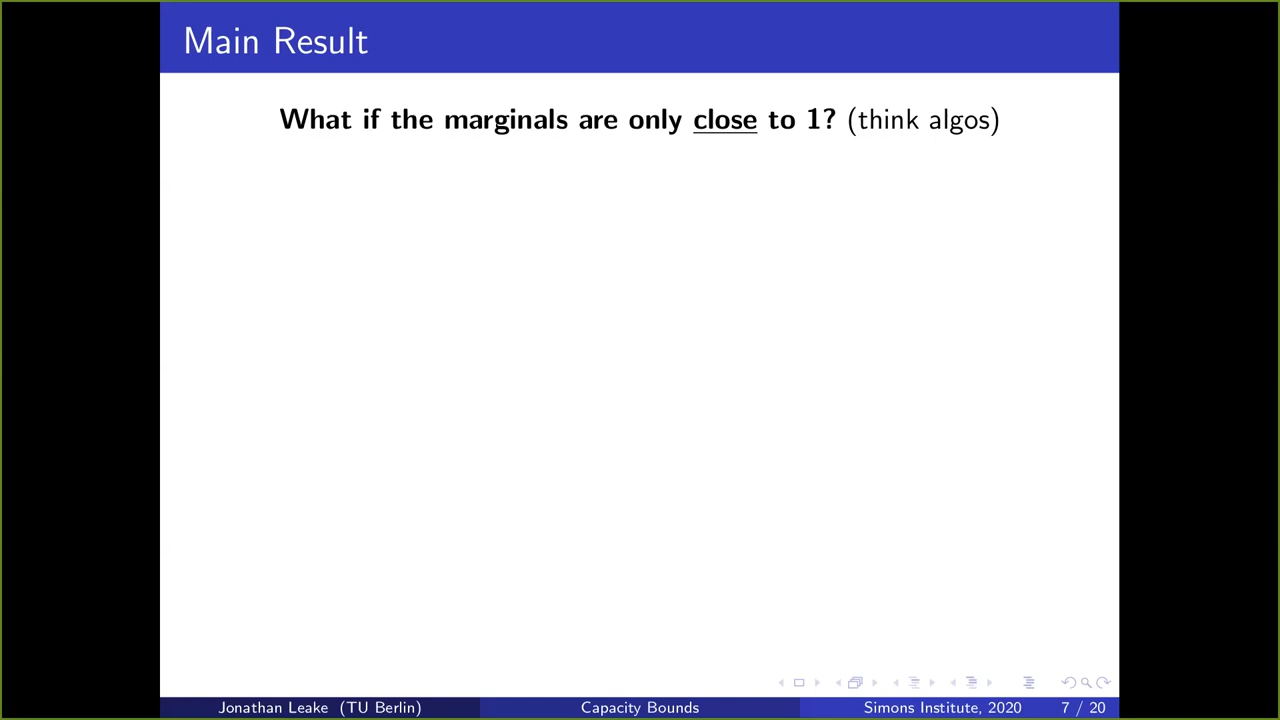 Main Result
What if the marginals are only close to 1? (think algos)
Jonathan Leake (TU Berlin)
Capacity Bounds
Simons Institute, 2020
7 / 20